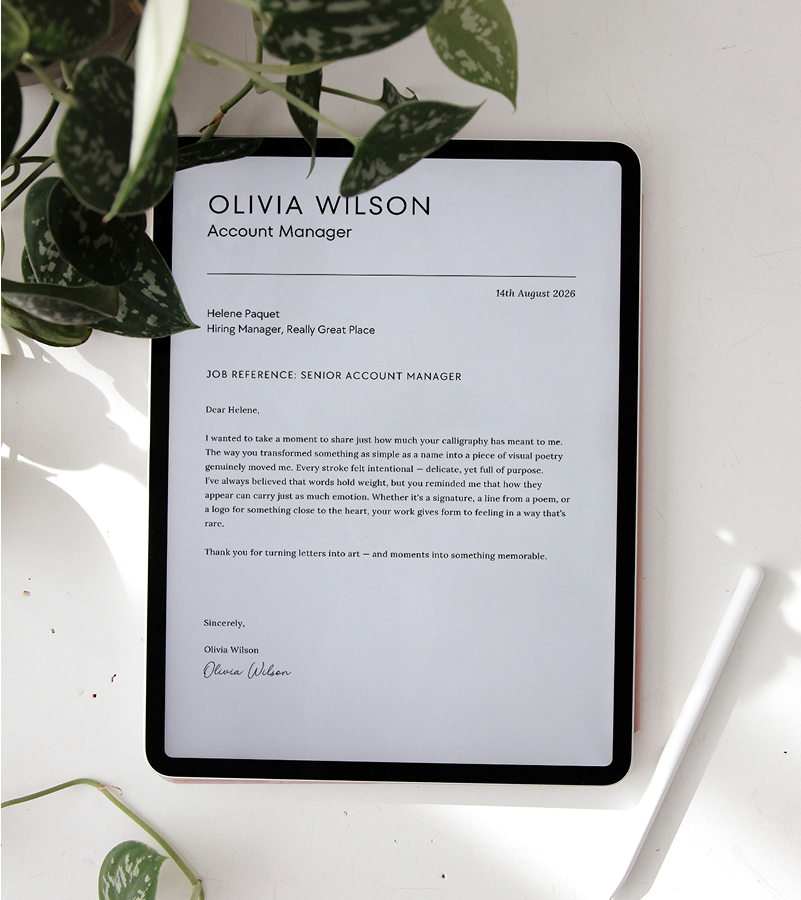 OLIVIA WILSON
Account Manager
14th August 2026
Helene Paquet
Hiring Manager, Really Great Place
JOB REFERENCE: SENIOR ACCOUNT MANAGER
Dear Helene,
I wanted to take a moment to share just how much your calligraphy has meant to me.
The way you transformed something as simple as a name into a piece of visual poetry
genuinely moved me. Every stroke felt intentional — delicate, yet full of purpose.
I've always believed that words hold weight, but you reminded me that how they
appear can carry just as much emotion. Whether it's a signature, a line from a poem, or
a logo for something close to the heart, your work gives form to feeling in a way that's
rare.
Thank you for turning letters into art — and moments into something memorable.
Sincerely,
Olivia Wilson
Olivia Wilson